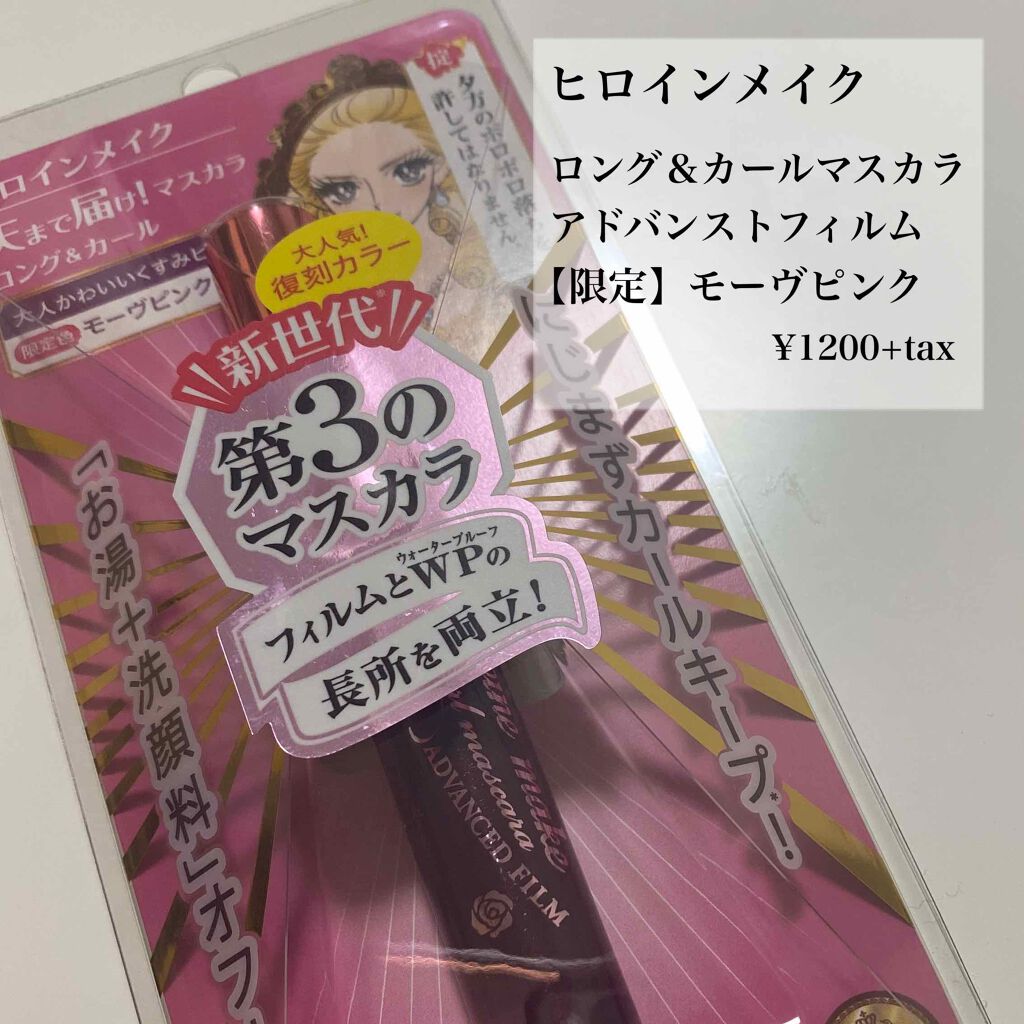 ヒロインメイク
ロング&カールマスカラ
アドバンストフィルム
【限定】モーヴピンク
¥1200+tax
ロインメイク
天まで届け!マスカラ
ロング&カール
大人かわいいくすみピ
限定色 モーヴピンク
掟
夕方のボロボロ落
許してはなりません
大人気!
復刻カラー
新世代※
第3の
マスカラ
ウォータープルーフ
フィルムとWPの
長所を両立!
にじまずカールキープ*!
「お湯+洗顔料」オフ
make
mascara
ADVANCED FILM